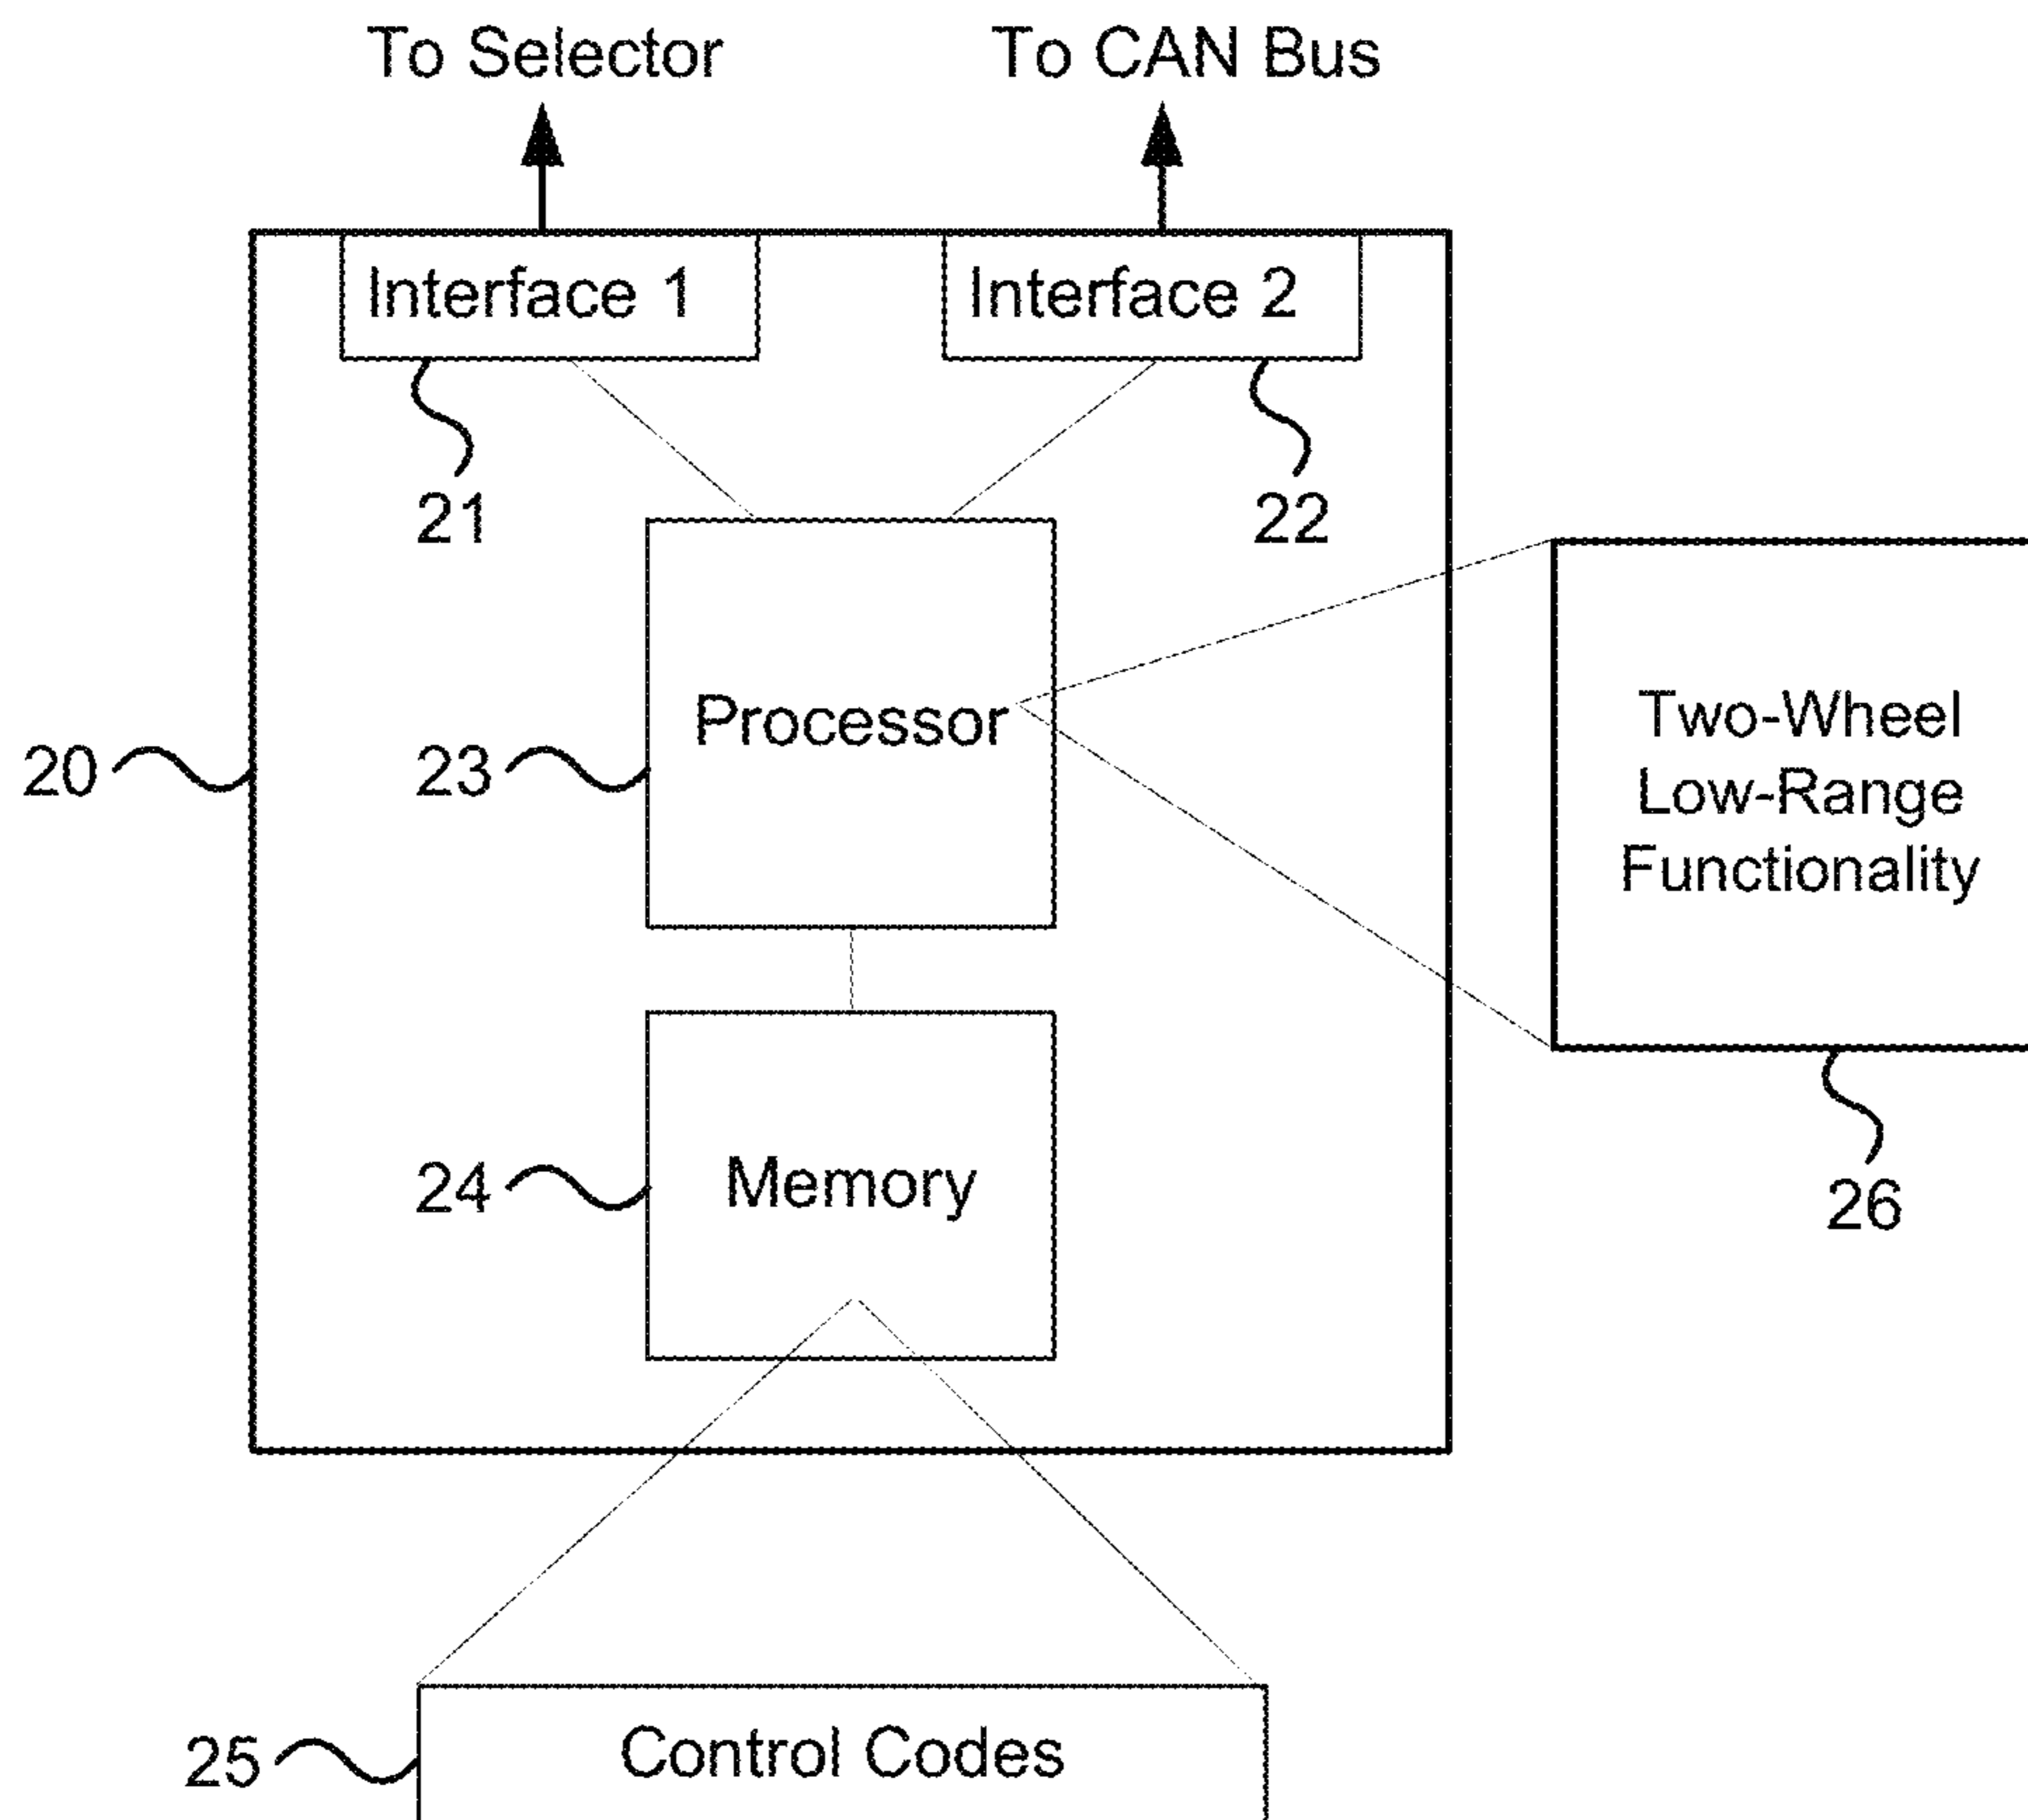 To Selector
To CAN Bus
Interface 1
Interface 2
21
22
Processor
Two-Wheel
Low-Range
Functionality
20
23
24
Memory
26
25
Control Codes